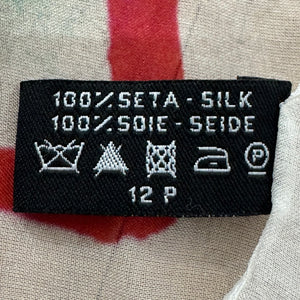 100% SETA - SILK
100% SOIE - SEIDE
P
12 P